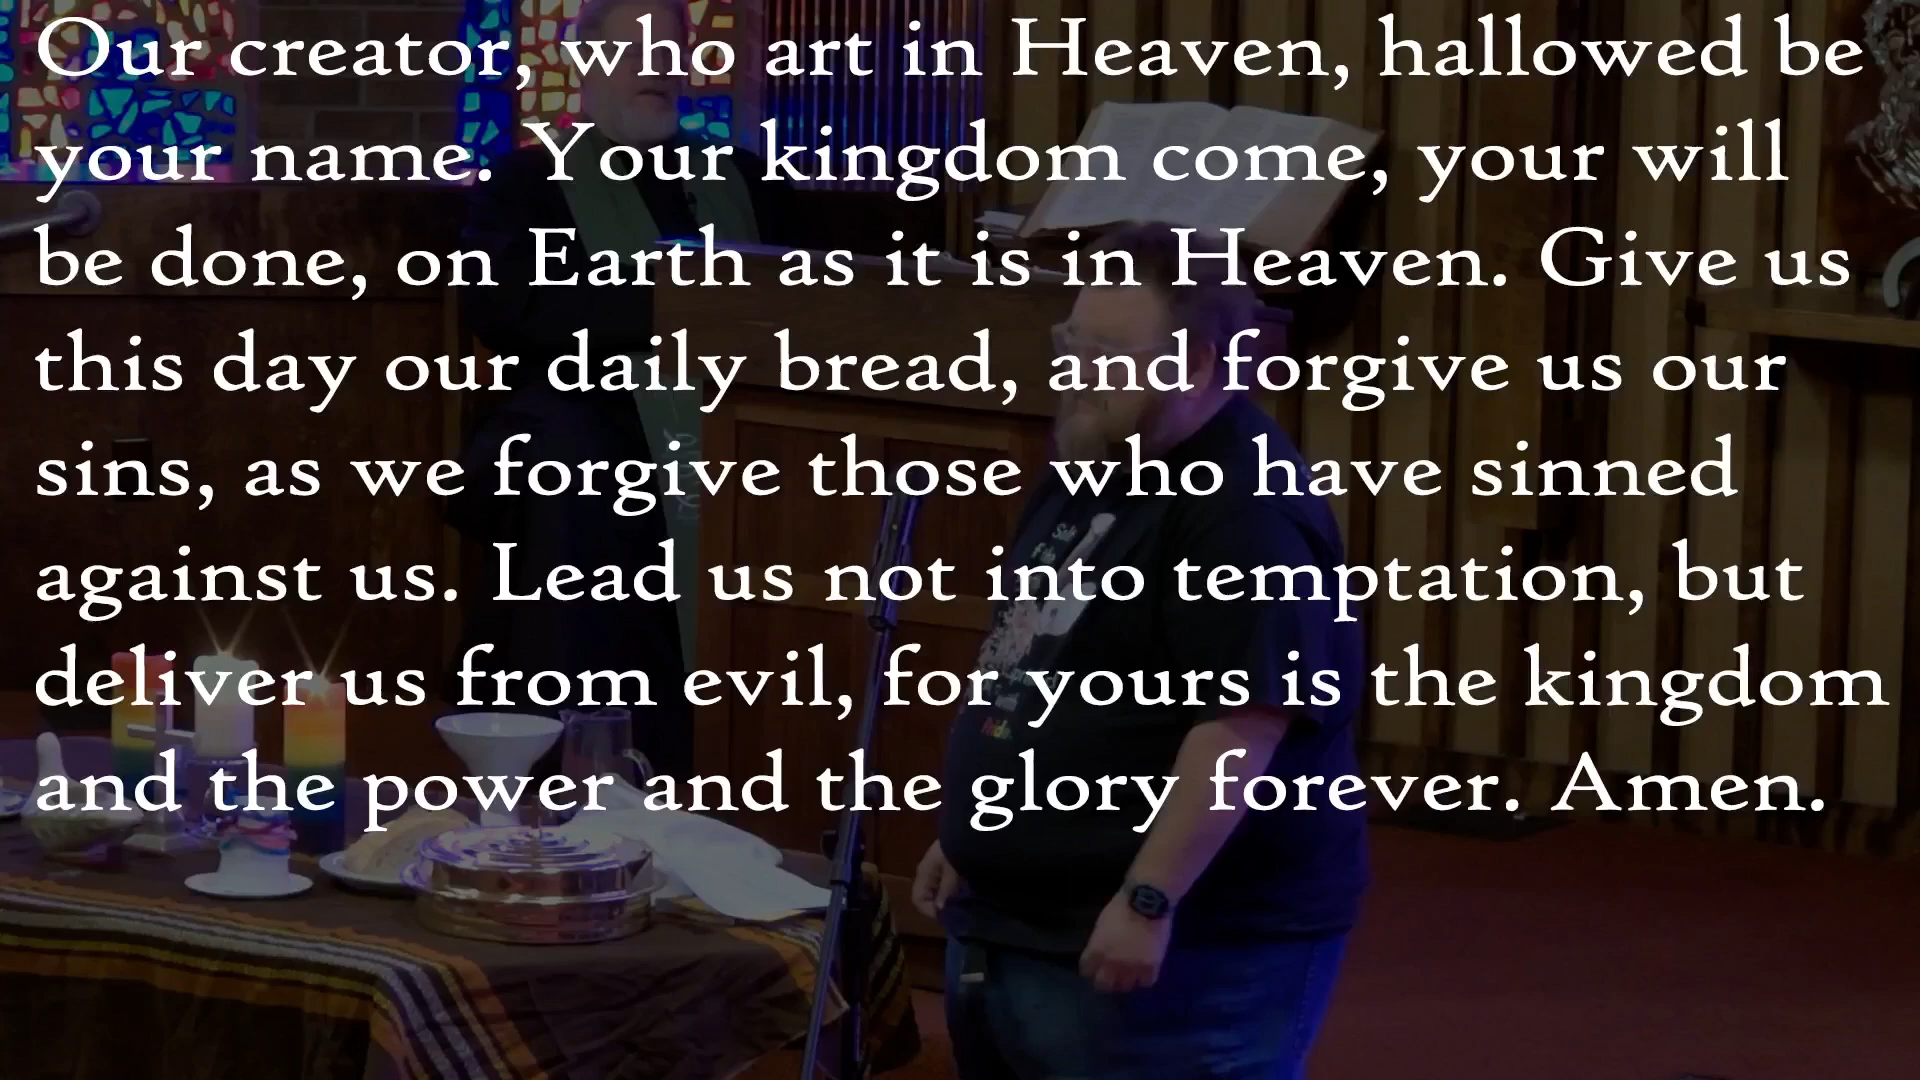 Our creator, who art in Heaven, hallowed be
your name. Your kingdom come, your will
be done, on Earth as it is in Heaven. Give us
this day our daily bread, and forgive us our
sins, as we forgive those who have sinned
against us. Lead us not into temptation, but
deliver us from evil, for yours is the kingdom
and the power and the glory forever. Amen.